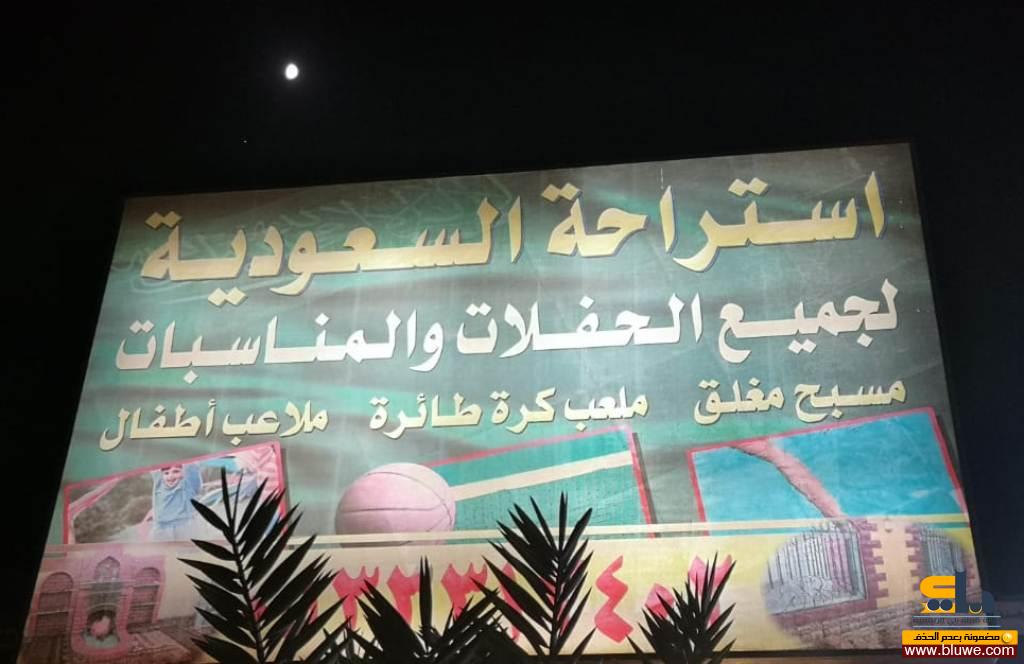 استراحة السعودية
لجميع الحفلات والمناسبات
مسبح مغلق ملعب كرة طائرة ملاعب أطفال
مضمونة بعدم الحذف
www.bluwe.com